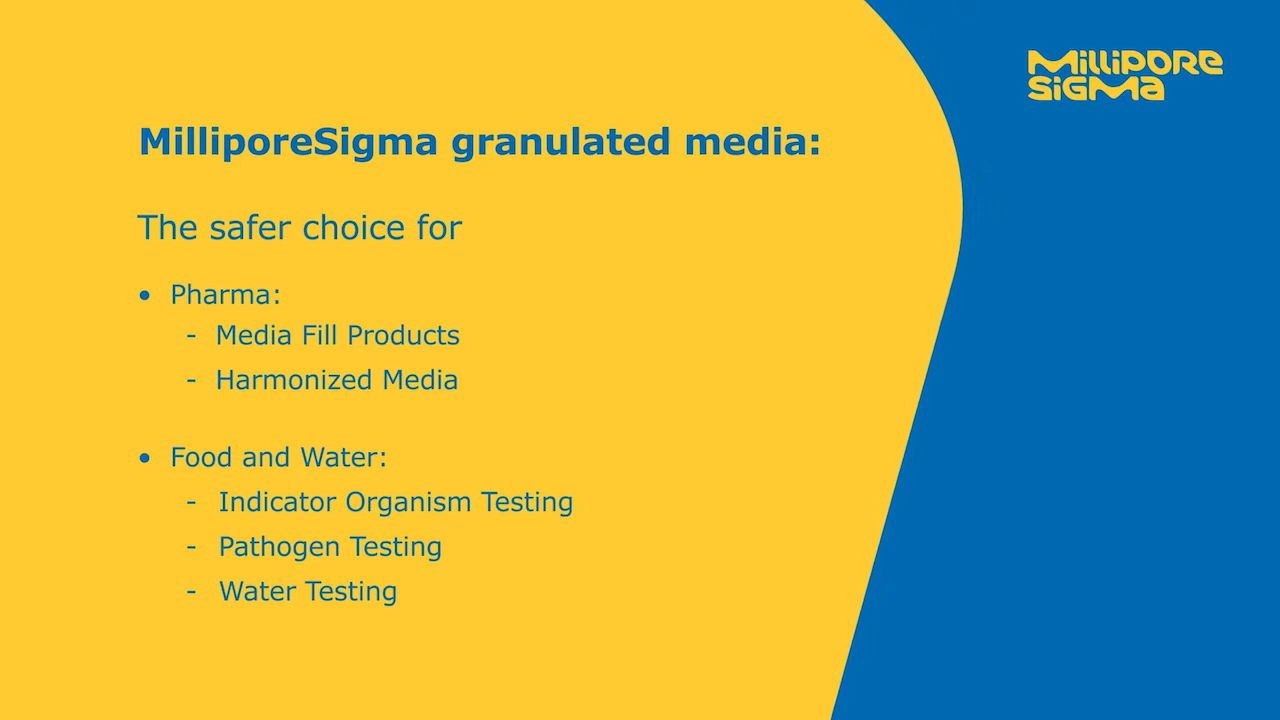 Millipore
Sigma
MilliporeSigma granulated media:
The safer choice for
• Pharma:
- Media Fill Products
- Harmonized Media
• Food and Water:
- Indicator Organism Testing
- Pathogen Testing
- Water Testing